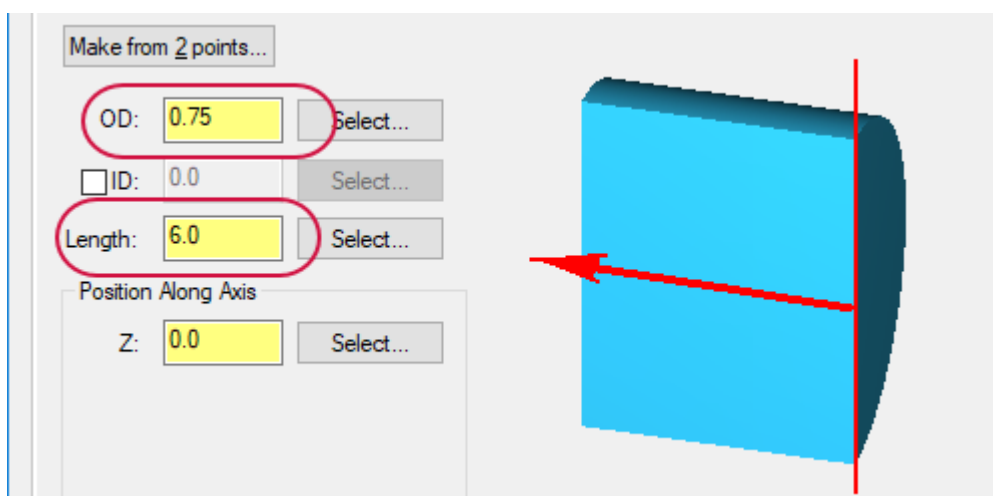 Make from 2 points...
OD: 0.75 Select...
ID: 0.0 Select...
Length: 6.0 Select...
Position Along Axis
Z: 0.0 Select...